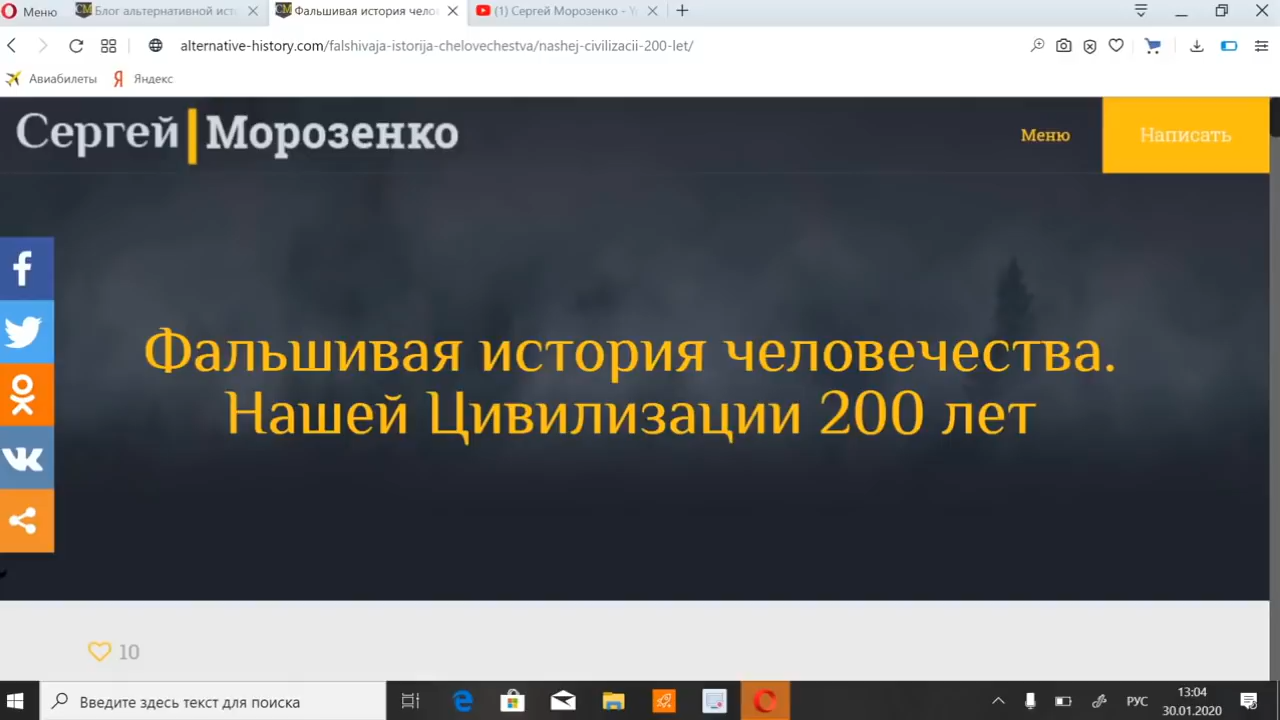 Меню
Блог альтернативной ист
Фальшивая история чело
(1) Сергей Морозенко - Y
alternative-history.com/falshivaja-istorija-chelovechestva/nashej-civilizacii-200-let/
Авиабилеты
Яндекс
Сергей|Морозенко
Меню
Написать
Фальшивая история человечества.
Нашей Цивилизации 200 лет
10
Введите здесь текст для поиска
РУС
13:04
30.01.2020